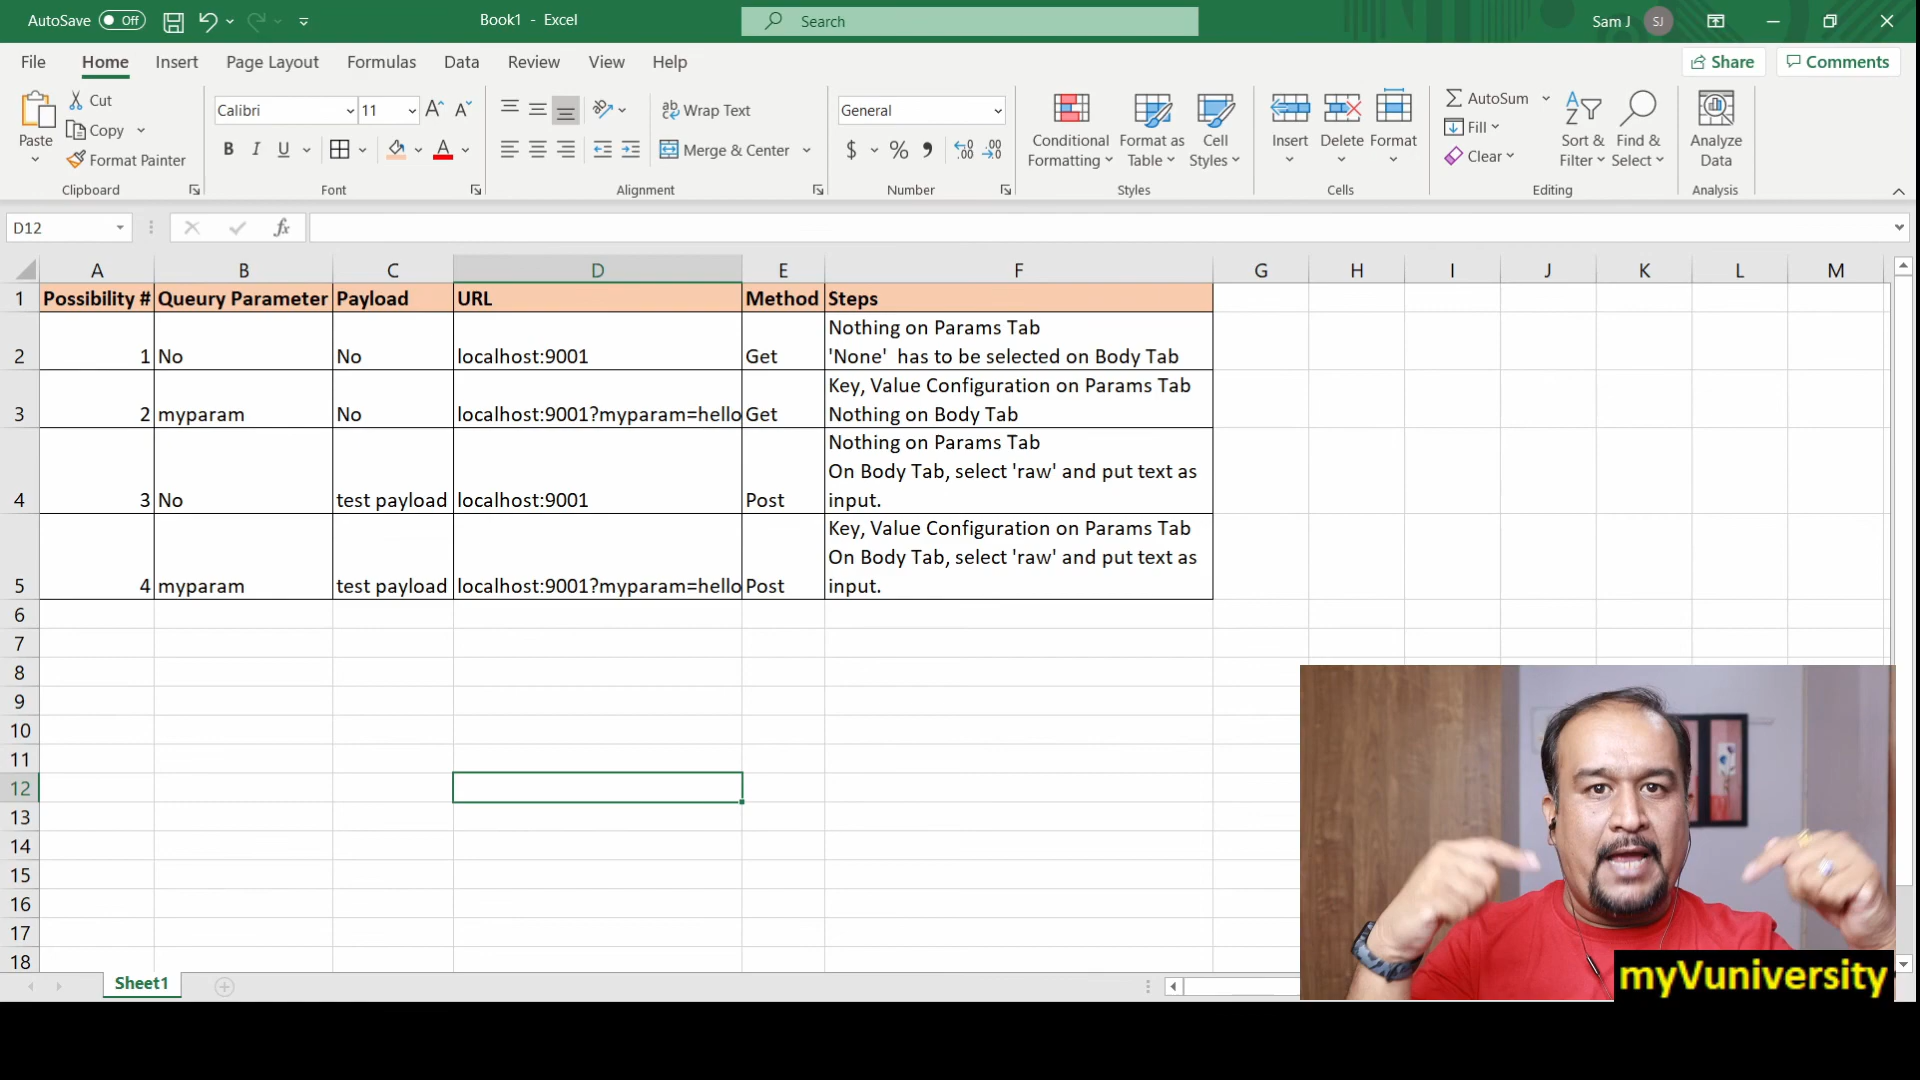 AutoSave Off Book1 - Excel Search Sam J SJ
File Home Insert Page Layout Formulas Data Review View Help Share Comments
Paste Cut Calibri 11 Wrap Text General Conditional Formatting Format as Table Cell Styles Insert Delete Format AutoSum Sort & Filter Find & Select Analyze Data
Copy Fill
Format Painter B I U A Merge & Center $ % Clear
Clipboard Font Alignment Number Styles Cells Editing Analysis
D12 fx
A B C D E F G H I J K L M
1 Possibility # Queury Parameter Payload URL Method Steps
Nothing on Params Tab
2 1 No No localhost:9001 Get 'None' has to be selected on Body Tab
Key, Value Configuration on Params Tab
3 2 myparam No localhost:9001?myparam=hello Get Nothing on Body Tab
Nothing on Params Tab
On Body Tab, select 'raw' and put text as
4 3 No test payload localhost:9001 Post input.
Key, Value Configuration on Params Tab
On Body Tab, select 'raw' and put text as
5 4 myparam test payload localhost:9001?myparam=hello Post input.
6
7
8
9
10
11
12
13
14
15
16
17
18
Sheet1
myVuniversity